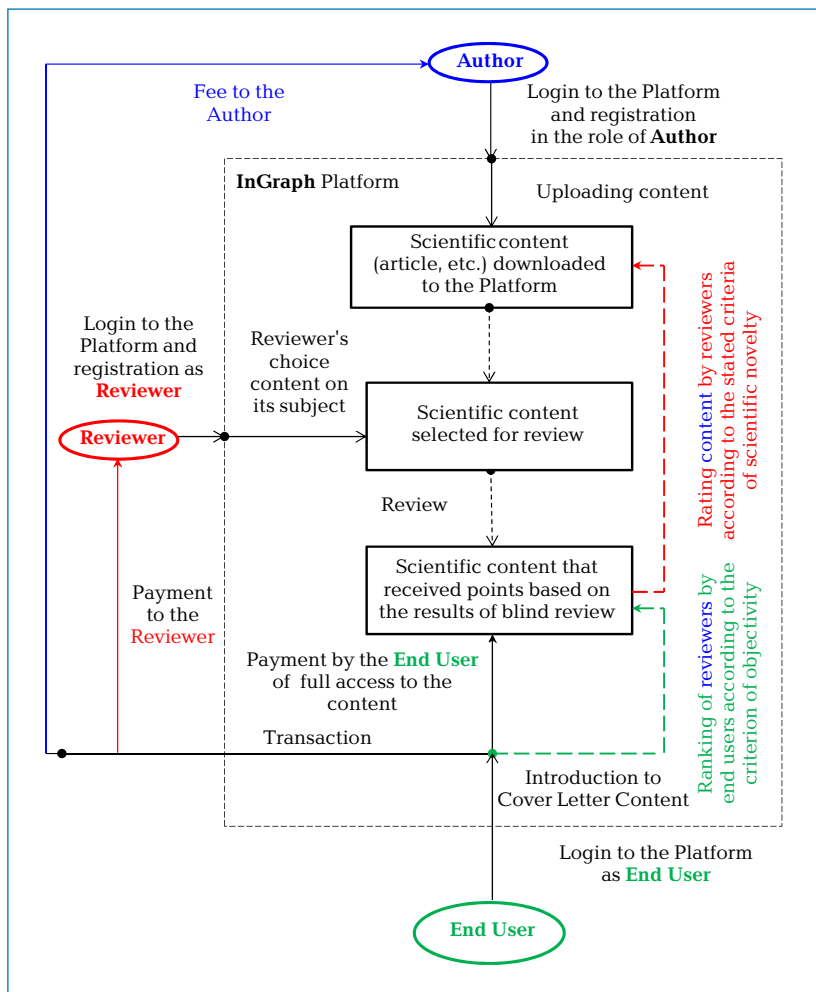 Author
Fee to the
Author
Login to the Platform
and registration
in the role of Author
InGraph Platform
Uploading content
Scientific content
(article, etc.) downloaded
to the Platform
Login to the
Platform and
registration as
Reviewer
Reviewer's
choice
content on
its subject
Scientific content
selected for review
Reviewer
Rating content by reviewers
according to the stated criteria
of scientific novelty
Review
Scientific content that
received points based on
the results of blind review
Payment
to the
Reviewer
Payment by the End User
of full access to the
content
Ranking of reviewers by
end users according to the
criterion of objectivity
Transaction
Introduction to
Cover Letter Content
Login to the Platform
as End User
End User